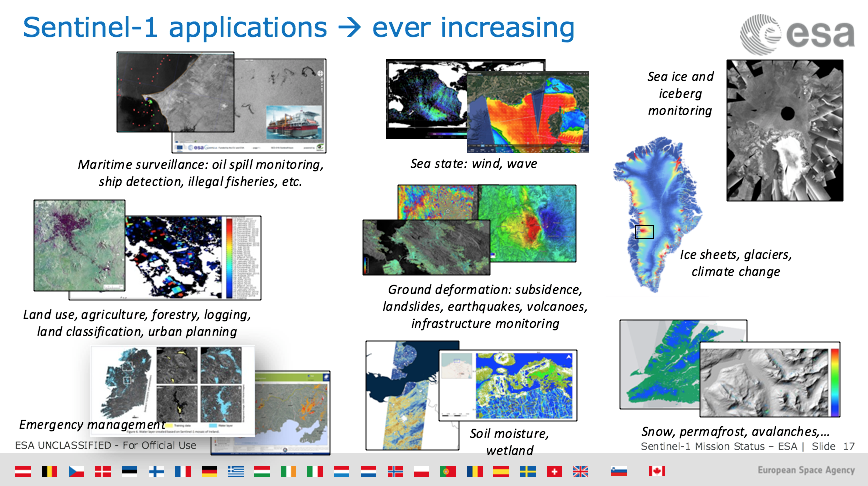 Sentinel-1 applications → ever increasing
esa
Sea ice and
iceberg
monitoring
Maritime surveillance: oil spill monitoring,
ship detection, illegal fisheries, etc.
Sea state: wind, wave
Ice sheets, glaciers,
climate change
Ground deformation: subsidence,
landslides, earthquakes, volcanoes,
infrastructure monitoring
Land use, agriculture, forestry, logging,
land classification, urban planning
Emergency management
Soil moisture,
wetland
Snow, permafrost, avalanches,...
ESA UNCLASSIFIED - For Official Use
Sentinel-1 Mission Status – ESA | Slide 17
European Space Agency